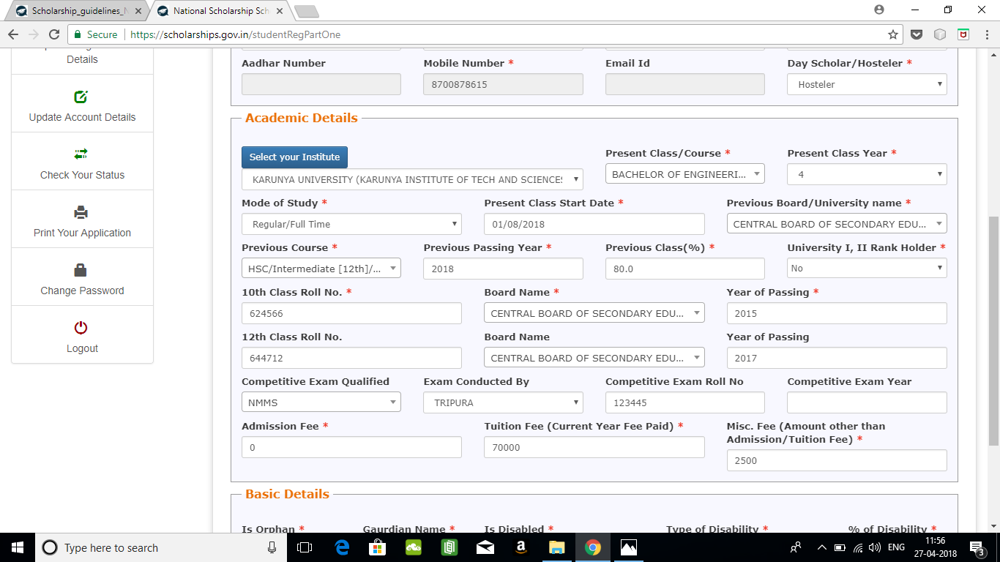 Scholarship_guidelines_N
National Scholarship Sch
Secure https://scholarships.gov.in/studentRegPartOne
Details
Update Account Details
Check Your Status
Print Your Application
Change Password
Logout
Aadhar Number Mobile Number * Email Id Day Scholar/Hosteler *
8700878615 Hosteler
Academic Details
Select your Institute Present Class/Course * Present Class Year *
KARUNYA UNIVERSITY (KARUNYA INSTITUTE OF TECH AND SCIENCES BACHELOR OF ENGINEERI... 4
Mode of Study * Present Class Start Date * Previous Board/University name *
Regular/Full Time 01/08/2018 CENTRAL BOARD OF SECONDARY EDU...
Previous Course * Previous Passing Year * Previous Class(%) * University I, II Rank Holder *
HSC/Intermediate [12th]/... 2018 80.0 No
10th Class Roll No. * Board Name * Year of Passing *
624566 CENTRAL BOARD OF SECONDARY EDU... 2015
12th Class Roll No. Board Name Year of Passing
644712 CENTRAL BOARD OF SECONDARY EDU... 2017
Competitive Exam Qualified Exam Conducted By Competitive Exam Roll No Competitive Exam Year
NMMS TRIPURA 123445
Admission Fee * Tuition Fee (Current Year Fee Paid) * Misc. Fee (Amount other than
Admission/Tuition Fee) *
0 70000 2500
Basic Details
Is Orphan * Gaurdian Name * Is Disabled * Type of Disability * % of Disability *
Type here to search
ENG
11:56
27-04-2018
3